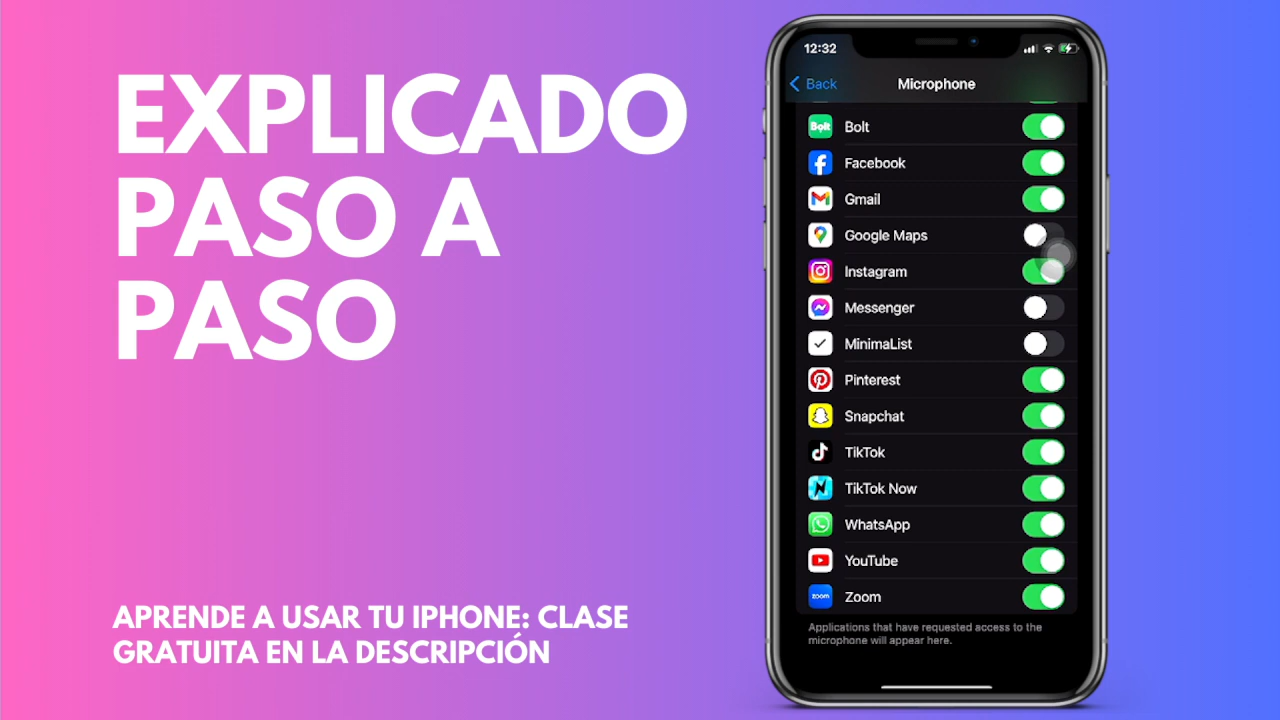 EXPLICADO
PASO A
PASO
APRENDE A USAR TU IPHONE: CLASE
GRATUITA EN LA DESCRIPCIÓN
12:32
Back
Microphone
Bolt
Bolt
Facebook
Gmail
Google Maps
Instagram
Messenger
MinimaList
Pinterest
Snapchat
TikTok
TikTok Now
WhatsApp
YouTube
zoom
Zoom
Applications that have requested access to the
microphone will appear here.